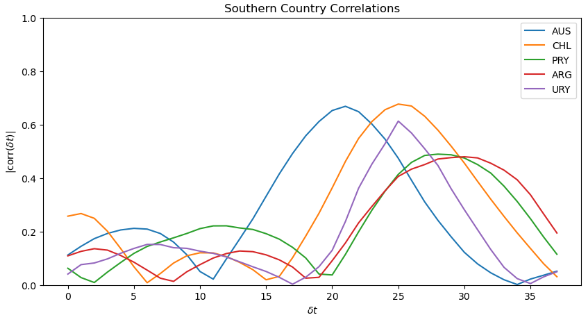 Southern Country Correlations
1.0
0.8
0.6
0.4
0.2
0.0
|corr(δt)|
AUS
CHL
PRY
ARG
URY
0 5 10 15 20 25 30 35
δt